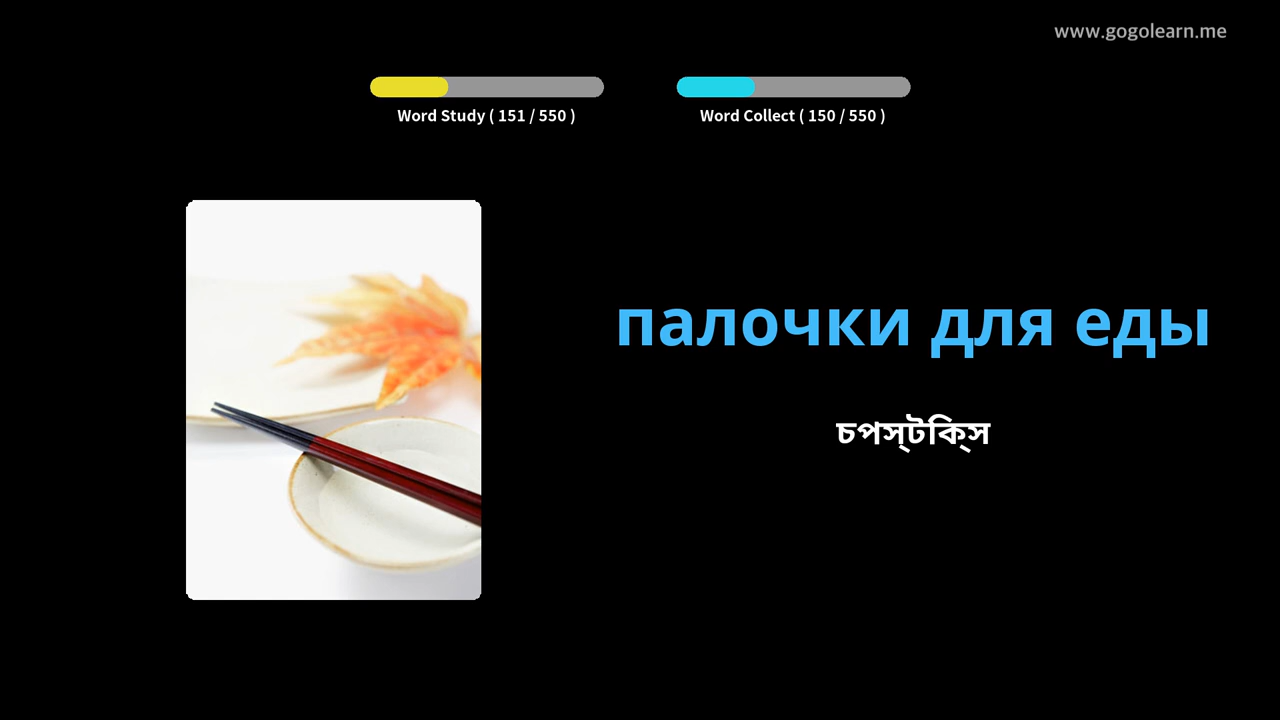 www.gogolearn.me
Word Study ( 151 / 550 )
Word Collect ( 150 / 550 )
палочки для еды
চপস্টিক্স